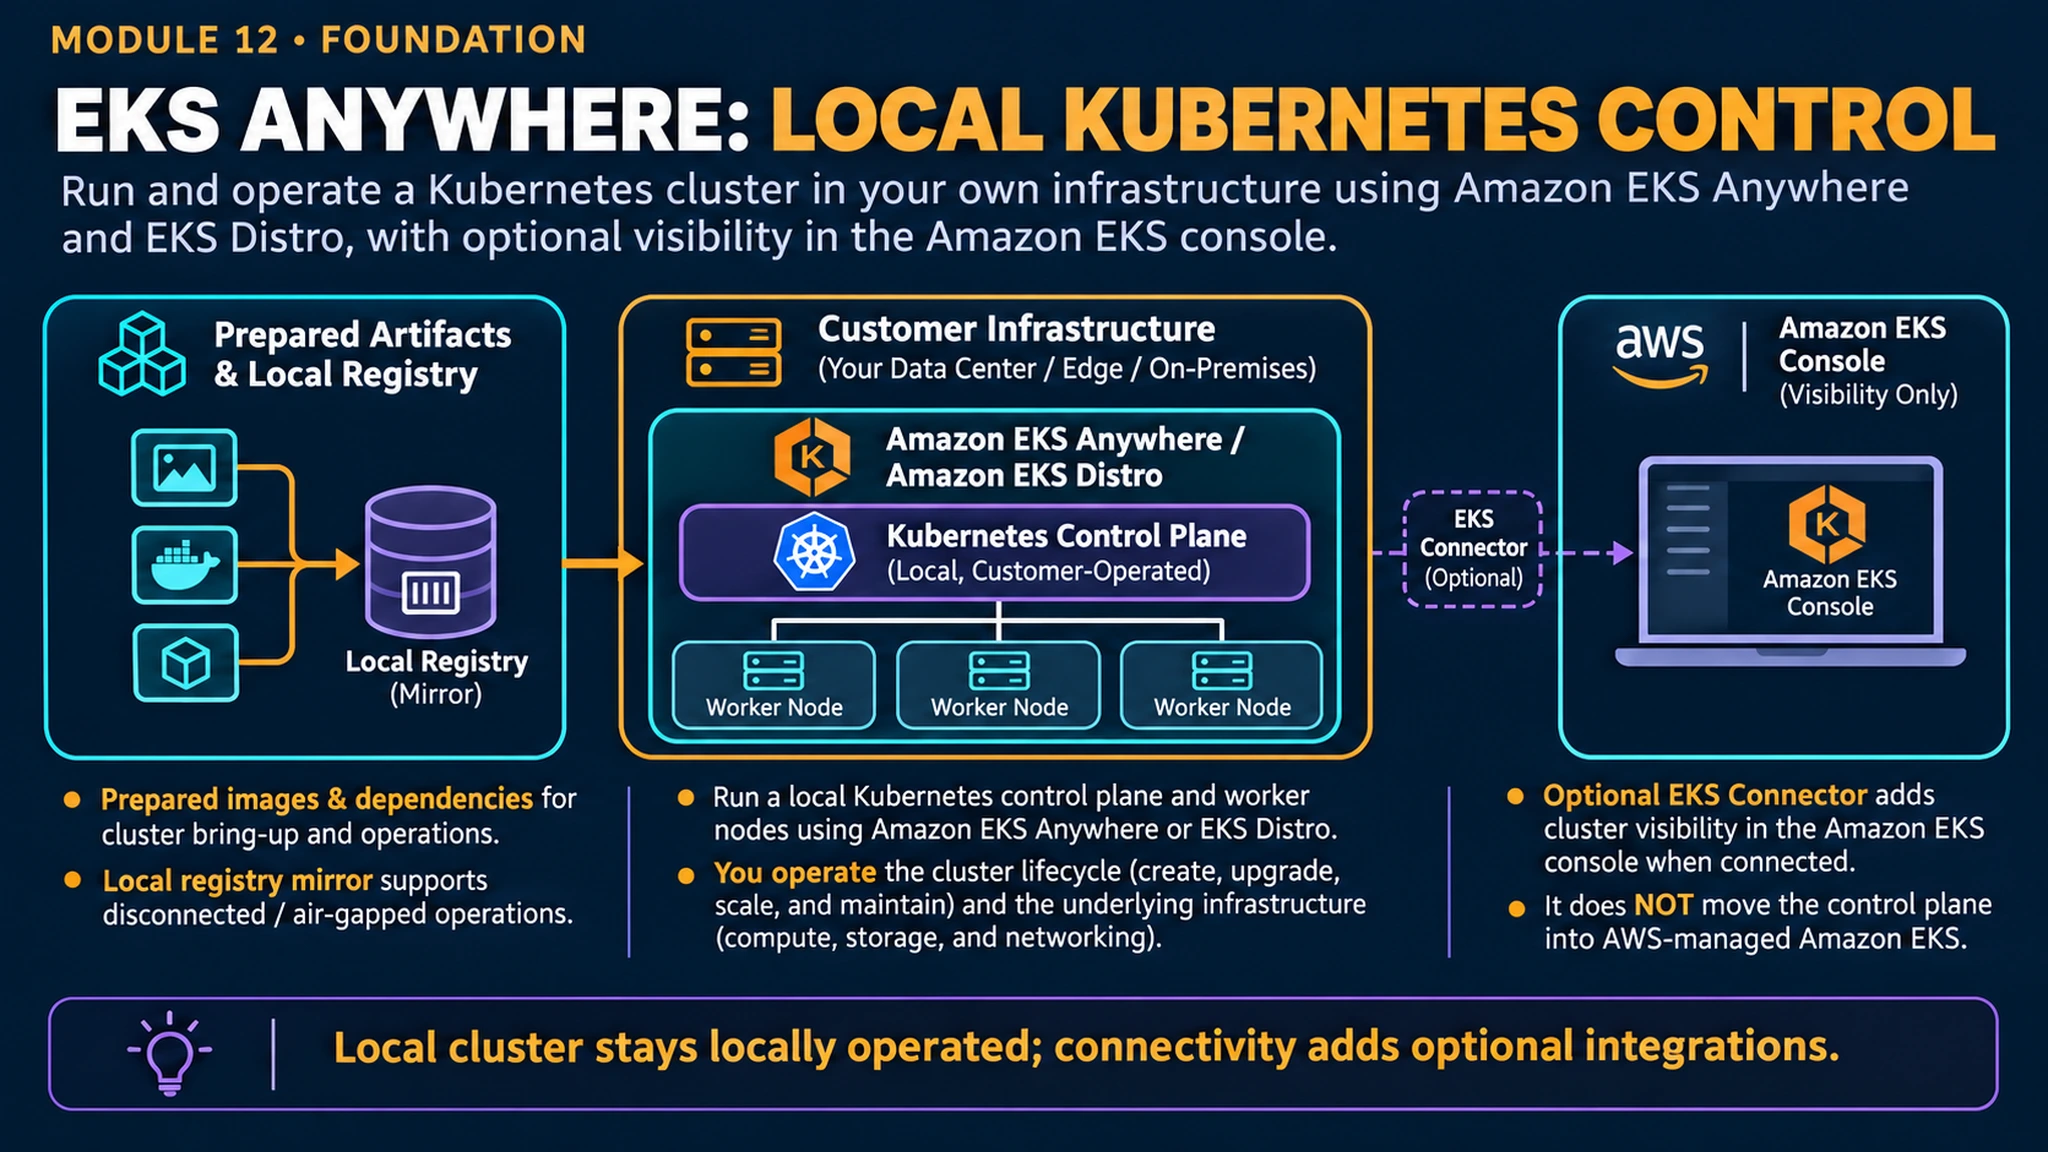 MODULE 12 • FOUNDATION
EKS ANYWHERE: LOCAL KUBERNETES CONTROL
Run and operate a Kubernetes cluster in your own infrastructure using Amazon EKS Anywhere
and EKS Distro, with optional visibility in the Amazon EKS console.
Prepared Artifacts
& Local Registry
Local Registry
(Mirror)
Customer Infrastructure
(Your Data Center / Edge / On-Premises)
K
Amazon EKS Anywhere /
Amazon EKS Distro
Kubernetes Control Plane
(Local, Customer-Operated)
Worker Node
Worker Node
Worker Node
EKS
Connector
(Optional)
aws
Amazon EKS
Console
(Visibility Only)
K
Amazon EKS
Console
• Prepared images & dependencies for
cluster bring-up and operations.
• Local registry mirror supports
disconnected / air-gapped operations.
• Run a local Kubernetes control plane and worker
nodes using Amazon EKS Anywhere or EKS Distro.
• You operate the cluster lifecycle (create, upgrade,
scale, and maintain) and the underlying infrastructure
(compute, storage, and networking).
• Optional EKS Connector adds
cluster visibility in the Amazon EKS
console when connected.
• It does NOT move the control plane
into AWS-managed Amazon EKS.
Local cluster stays locally operated; connectivity adds optional integrations.